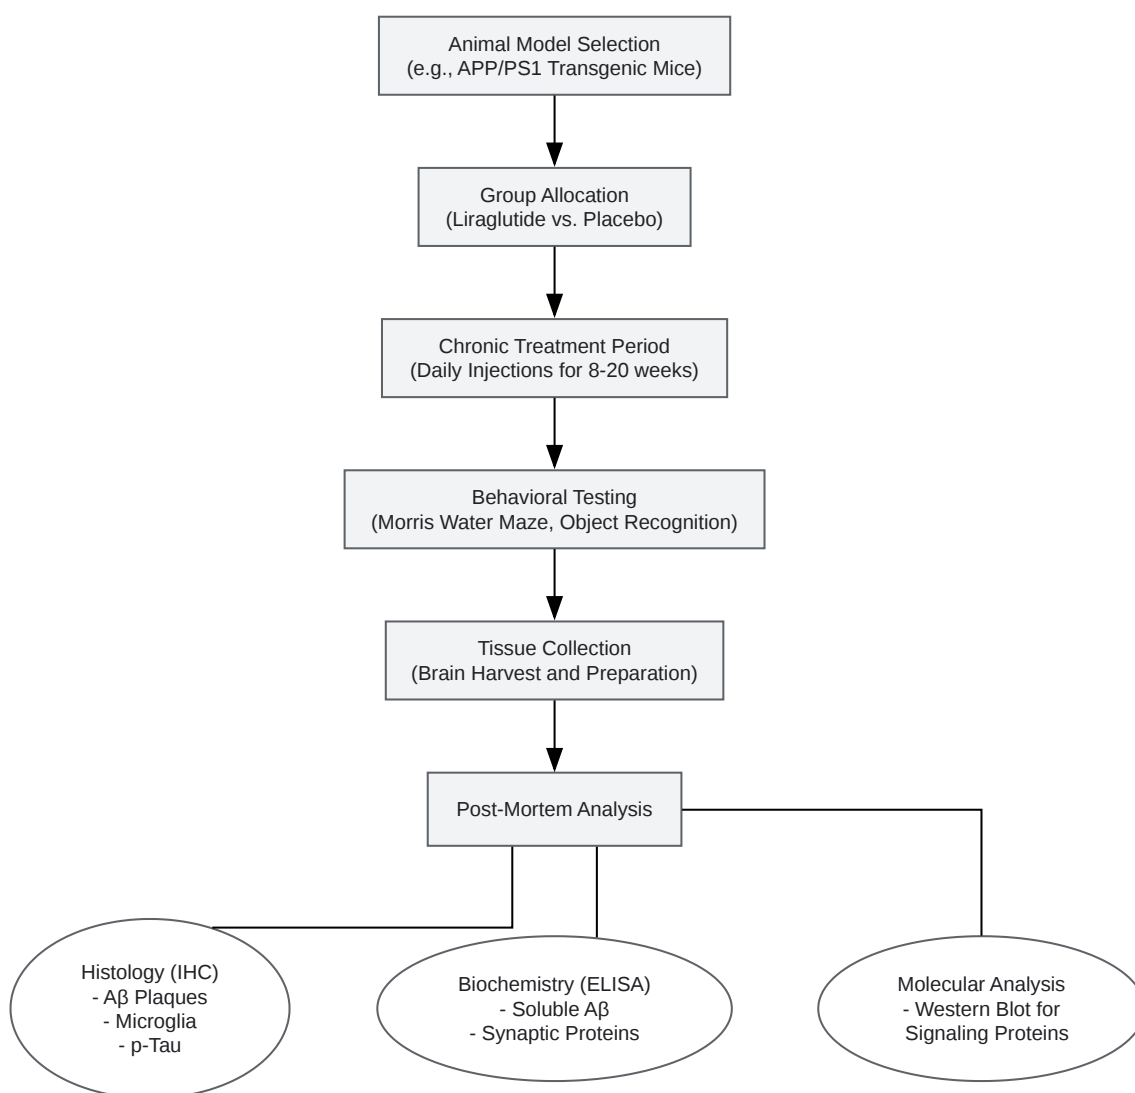 Animal Model Selection
(e.g., APP/PS1 Transgenic Mice)
Group Allocation
(Liraglutide vs. Placebo)
Chronic Treatment Period
(Daily Injections for 8-20 weeks)
Behavioral Testing
(Morris Water Maze, Object Recognition)
Tissue Collection
(Brain Harvest and Preparation)
Post-Mortem Analysis
Histology (IHC)
- Aβ Plaques
- Microglia
- p-Tau
Biochemistry (ELISA)
- Soluble Aβ
- Synaptic Proteins
Molecular Analysis
- Western Blot for
Signaling Proteins